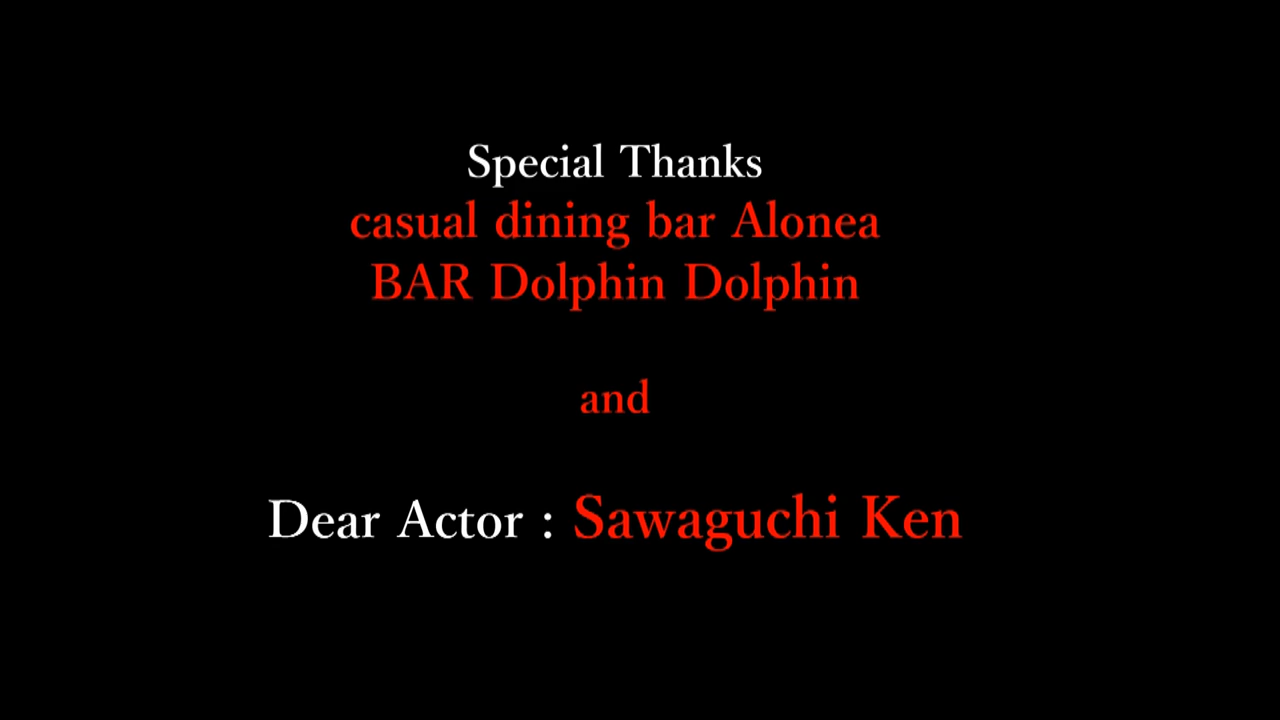 Special Thanks
casual dining bar Alonea
BAR Dolphin Dolphin
and
Dear Actor : Sawaguchi Ken